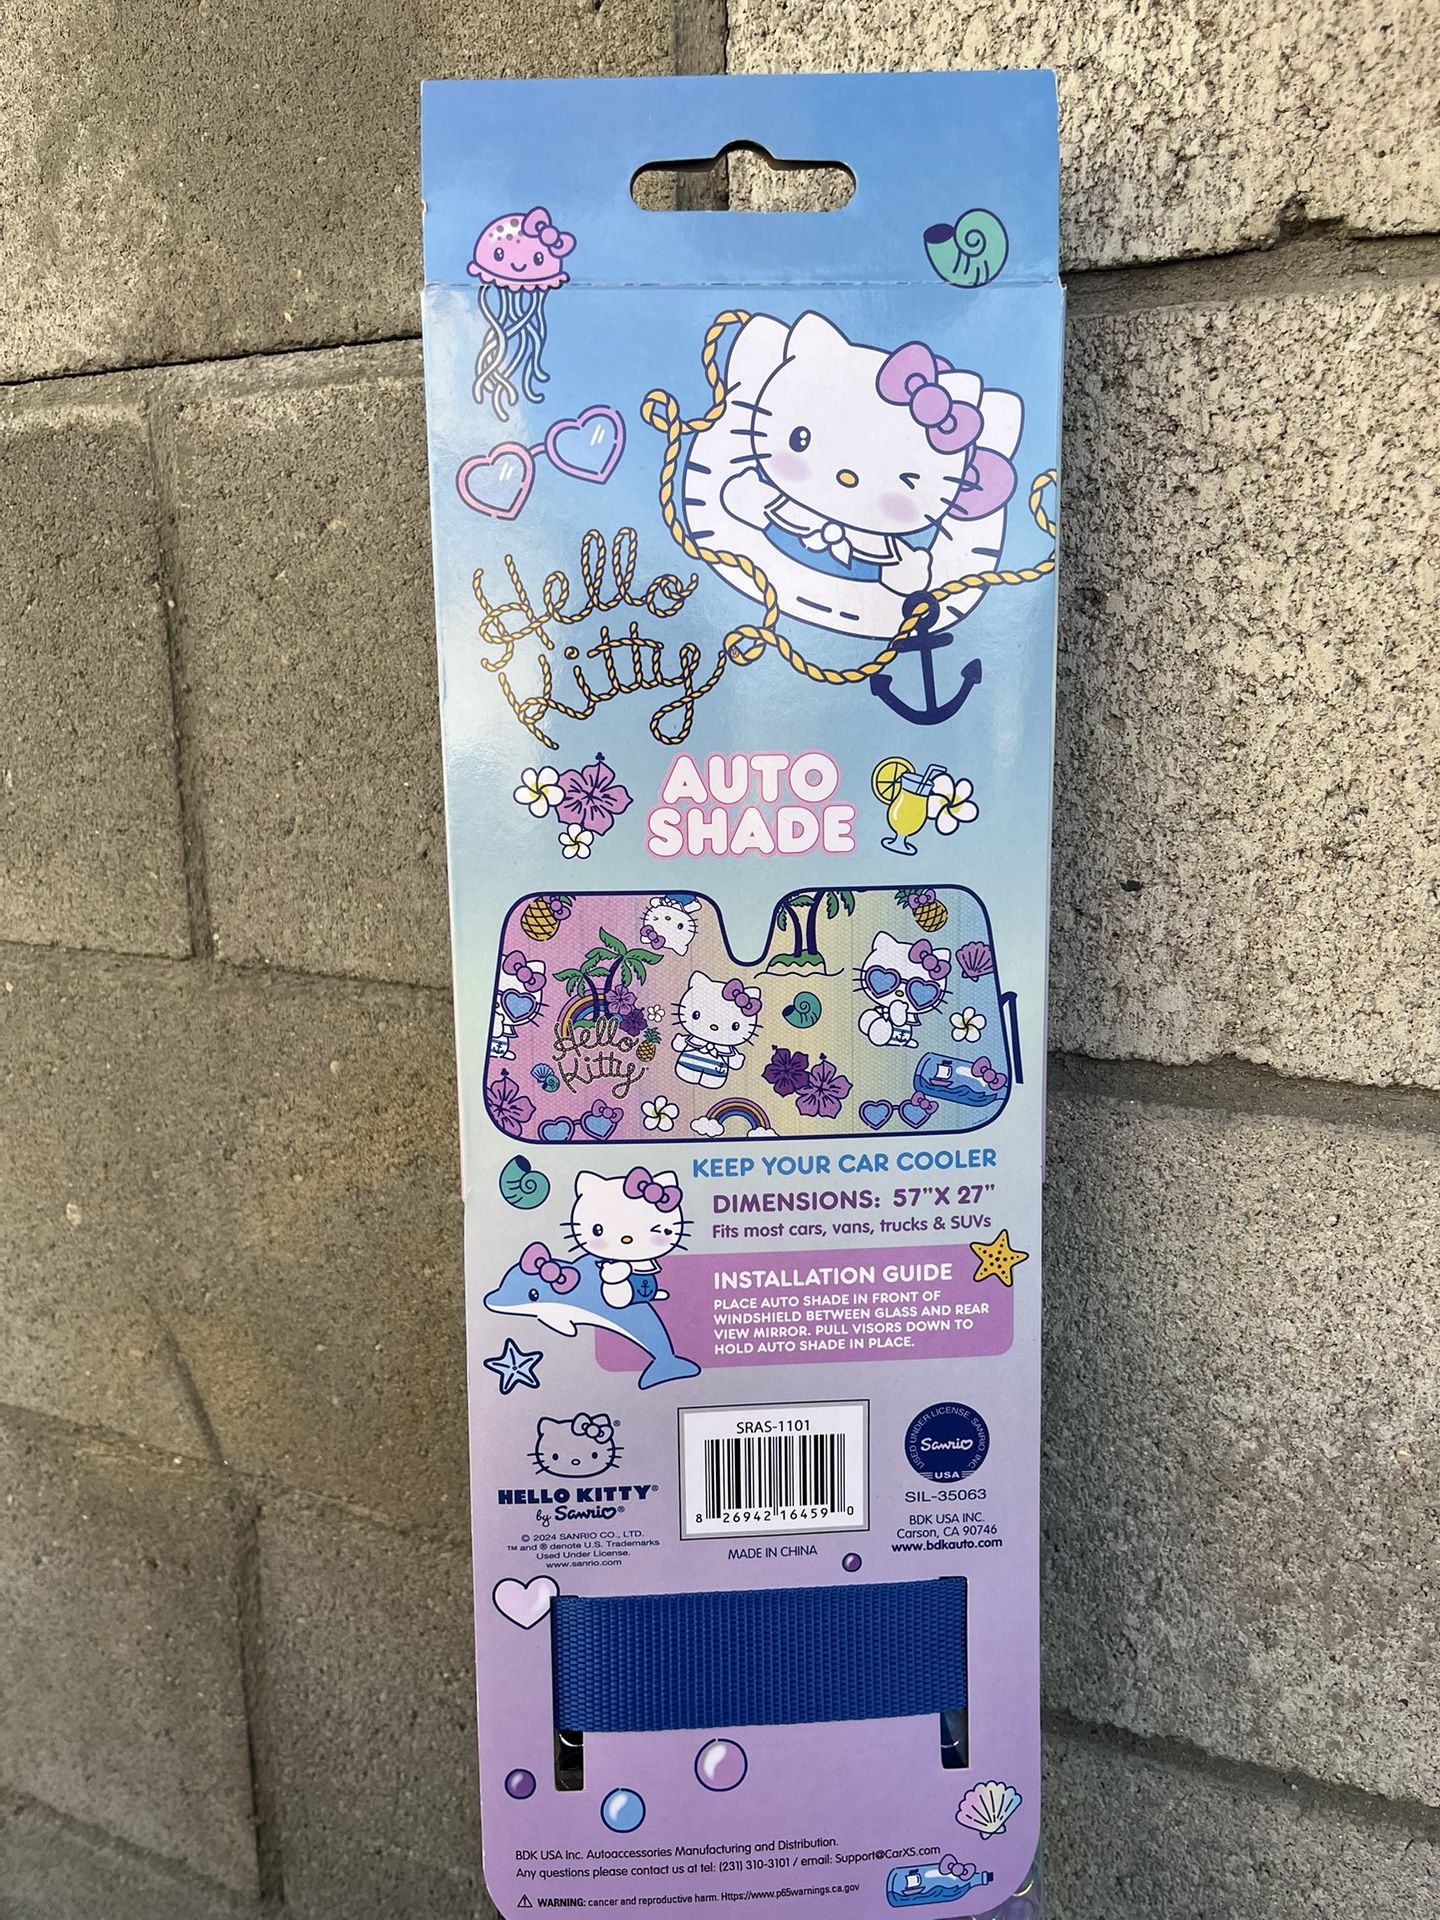 Hello
Kitty
AUTO
SHADE
Hello
Kitty
KEEP YOUR CAR COOLER
DIMENSIONS: 57"X 27"
Fits most cars, vans, trucks & SUVs
INSTALLATION GUIDE
PLACE AUTO SHADE IN FRONT OF
WINDSHIELD BETWEEN GLASS AND REAR
VIEW MIRROR. PULL VISORS DOWN TO
HOLD AUTO SHADE IN PLACE.
HELLO KITTY®
by Sanrio®
© 2024 SANRIO CO., LTD.
TM and ® denote U.S. Trademarks
Used Under License.
www.sanrio.com
SRAS-1101
8 26942 16459 0
MADE IN CHINA
USED UNDER LICENSE, SANRIO INC.
Sanrio
USA
SIL-35063
BDK USA INC.
Carson, CA 90746
www.bdkauto.com
BDK USA Inc. Autoaccessories Manufacturing and Distribution.
Any questions please contact us at tel: (231) 310-3101 / email: Support@CarXS.com
⚠ WARNING: cancer and reproductive harm. Https://www.p65warnings.ca.gov